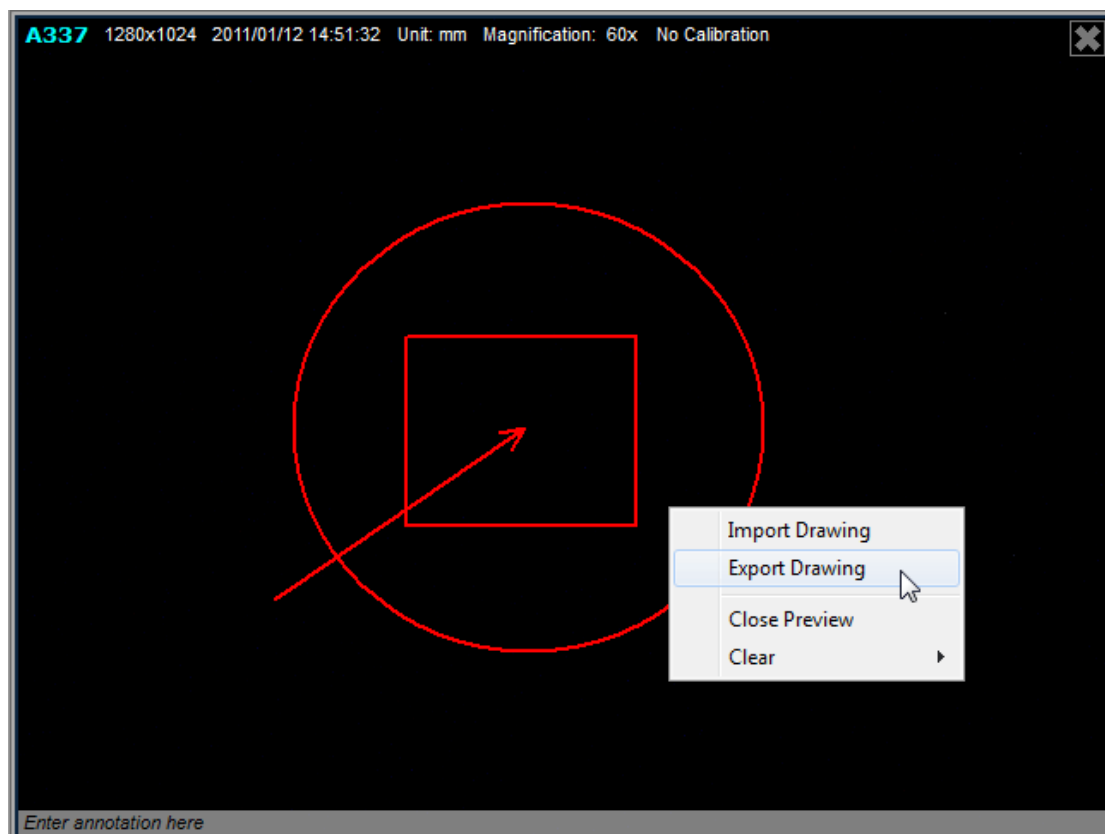 A337 1280x1024 2011/01/12 14:51:32 Unit: mm Magnification: 60x No Calibration
Import Drawing
Export Drawing
Close Preview
Clear
Enter annotation here